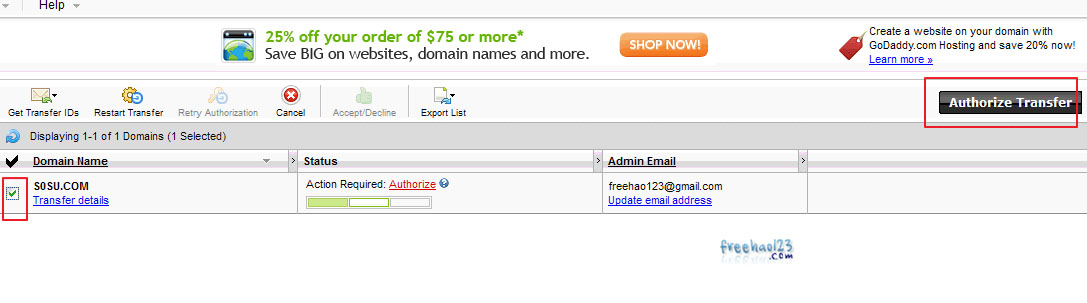 Help
25% off your order of $75 or more*
Save BIG on websites, domain names and more.
SHOP NOW!
Create a website on your domain with
GoDaddy.com Hosting and save 20% now!
Learn more »
Get Transfer IDs
Restart Transfer
Retry Authorization
Cancel
Accept/Decline
Export List
Authorize Transfer
Displaying 1-1 of 1 Domains (1 Selected)
Domain Name
Status
Admin Email
S0SU.COM
Action Required: Authorize
freehao123@gmail.com
Transfer details
Update email address
freehao123
.com